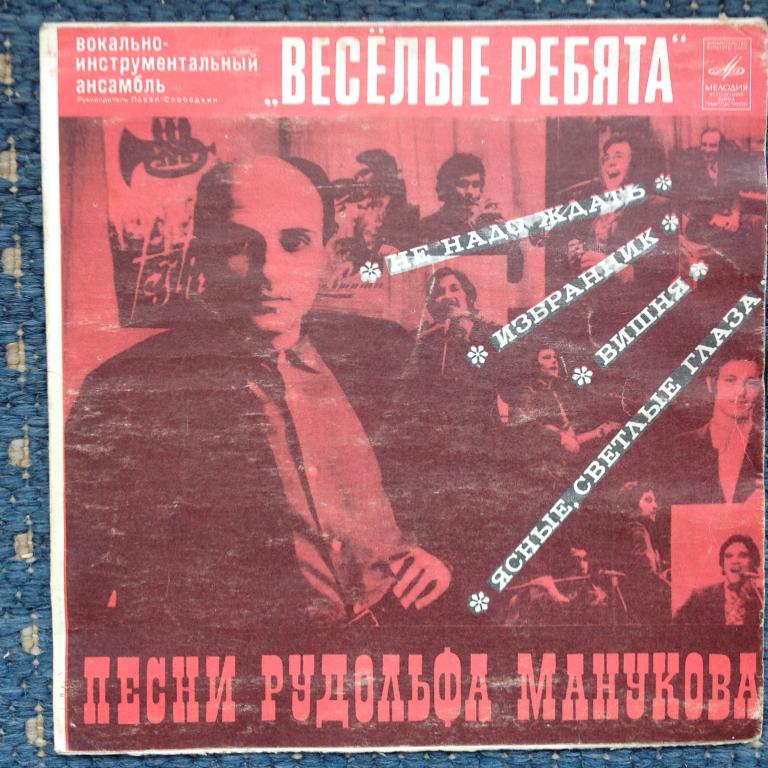 вокально-
инструментальный
ансамбль
Руководитель Павел Слободкин
„ВЕСЁЛЫЕ РЕБЯТА“
МЕЛОДИЯ
НЕ НАДО ЖДАТЬ
ИЗБРАННИК
ВИШНЯ
ЯСНЫЕ, СВЕТЛЫЕ ГЛАЗА
ПЕСНИ РУДОЛЬФА МАНУКОВА